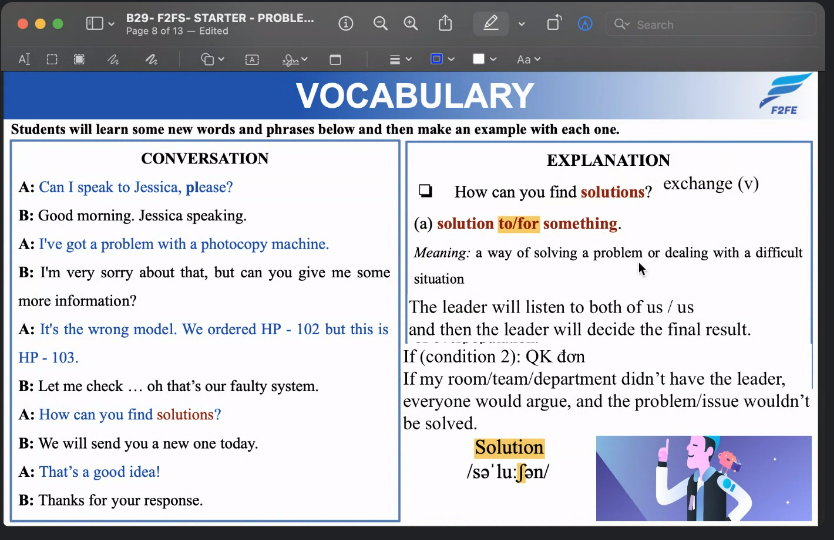 B29- F2FS- STARTER - PROBLE...
Page 8 of 13 — Edited
Search
Aa
VOCABULARY
F2FE
Students will learn some new words and phrases below and then make an example with each one.
CONVERSATION
A: Can I speak to Jessica, please?
B: Good morning. Jessica speaking.
A: I've got a problem with a photocopy machine.
B: I'm very sorry about that, but can you give me some
more information?
A: It's the wrong model. We ordered HP - 102 but this is
HP - 103.
B: Let me check … oh that's our faulty system.
A: How can you find solutions?
B: We will send you a new one today.
A: That's a good idea!
B: Thanks for your response.
EXPLANATION
How can you find solutions? exchange (v)
(a) solution to/for something.
Meaning: a way of solving a problem or dealing with a difficult
situation
The leader will listen to both of us / us
and then the leader will decide the final result.
If (condition 2): QK đơn
If my room/team/department didn't have the leader,
everyone would argue, and the problem/issue wouldn't
be solved.
Solution
/səˈluːʃən/